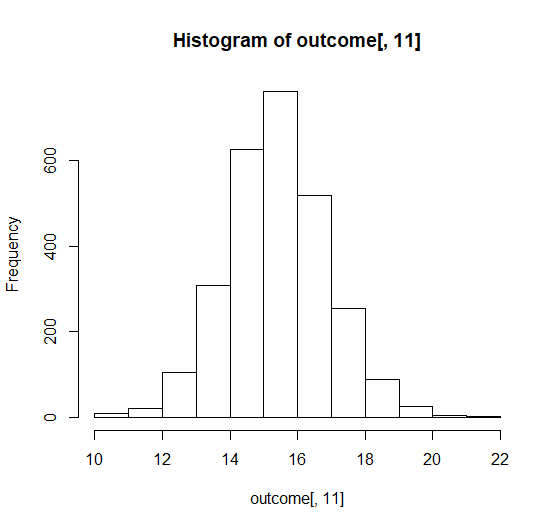 Histogram of outcome[, 11]
Frequency
600
400
200
0
10 12 14 16 18 20 22
outcome[, 11]